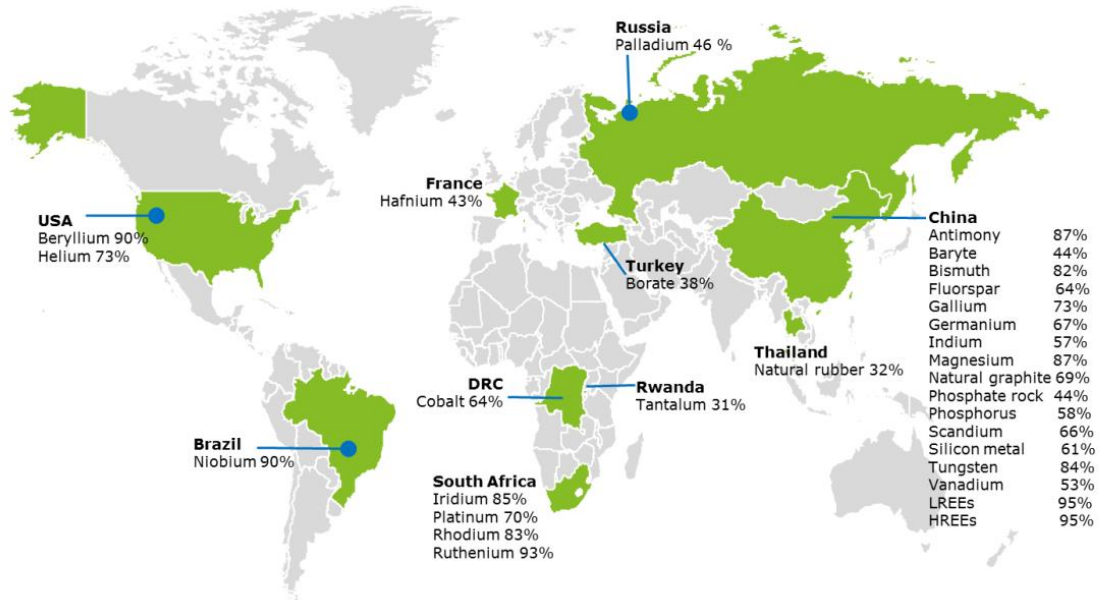 Russia
Palladium 46 %
France
Hafnium 43%
USA
Beryllium 90%
Helium 73%
Turkey
Borate 38%
China
Antimony 87%
Baryte 44%
Bismuth 82%
Fluorspar 64%
Gallium 73%
Germanium 67%
Indium 57%
Magnesium 87%
Natural graphite 69%
Phosphate rock 44%
Phosphorus 58%
Scandium 66%
Silicon metal 61%
Tungsten 84%
Vanadium 53%
LREEs 95%
HREEs 95%
Thailand
Natural rubber 32%
DRC
Cobalt 64%
Rwanda
Tantalum 31%
Brazil
Niobium 90%
South Africa
Iridium 85%
Platinum 70%
Rhodium 83%
Ruthenium 93%